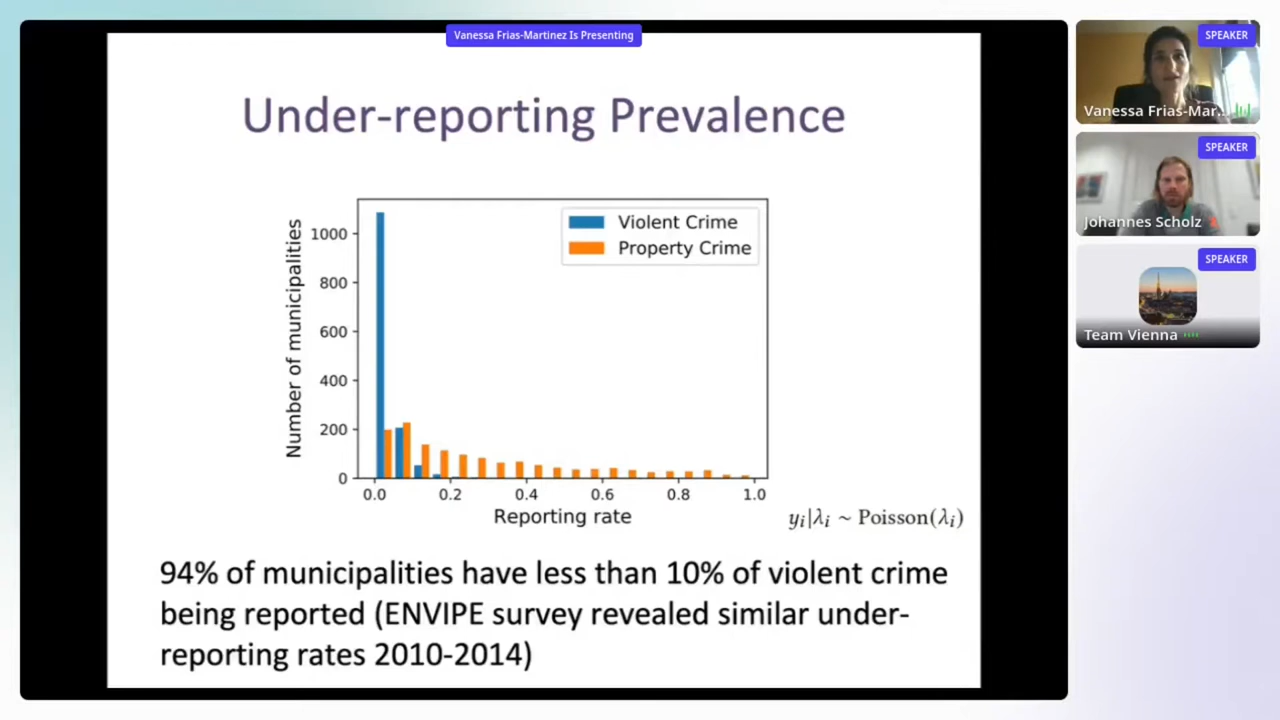 Vanessa Frias-Martinez Is Presenting
Under-reporting Prevalence
Violent Crime
Property Crime
Number of municipalities
1000
800
600
400
200
0
0.0 0.2 0.4 0.6 0.8 1.0
Reporting rate
yᵢ|λᵢ ~ Poisson(λᵢ)
94% of municipalities have less than 10% of violent crime
being reported (ENVIPE survey revealed similar under-
reporting rates 2010-2014)
SPEAKER
Vanessa Frias-Mar...
SPEAKER
Johannes Scholz
SPEAKER
Team Vienna